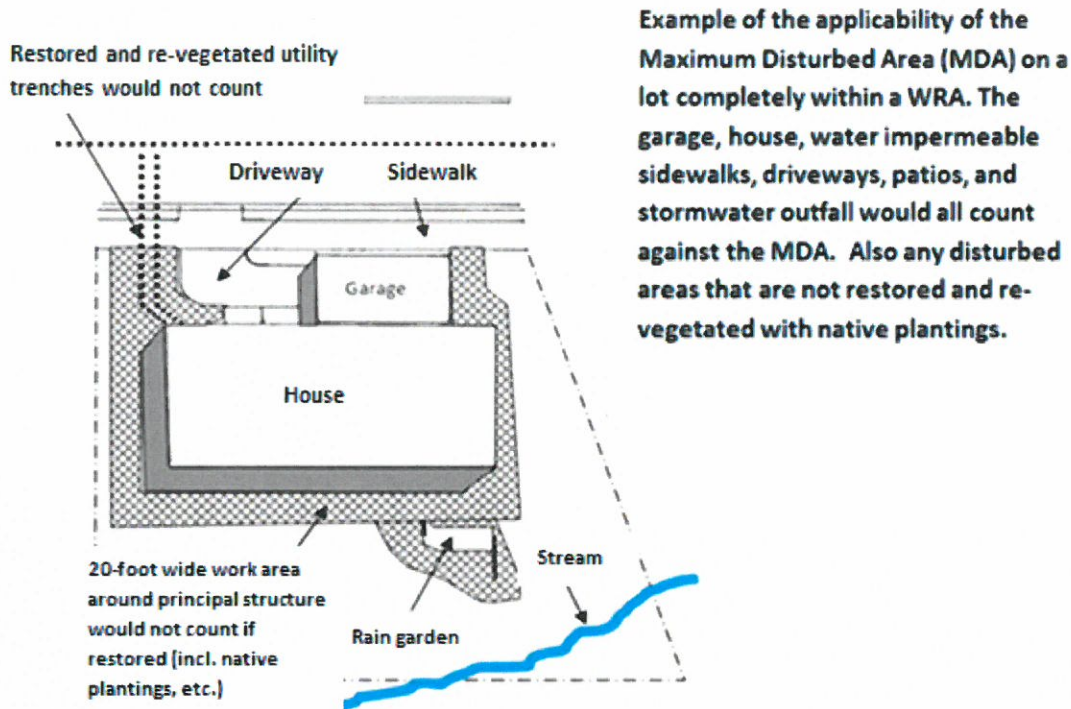 Example of the applicability of the
Maximum Disturbed Area (MDA) on a
lot completely within a WRA. The
garage, house, water impermeable
sidewalks, driveways, patios, and
stormwater outfall would all count
against the MDA.  Also any disturbed
areas that are not restored and re-
vegetated with native plantings.
Restored and re-vegetated utility
trenches would not count
Driveway
Sidewalk
Garage
House
20-foot wide work area
around principal structure
would not count if
restored (incl. native
plantings, etc.)
Rain garden
Stream